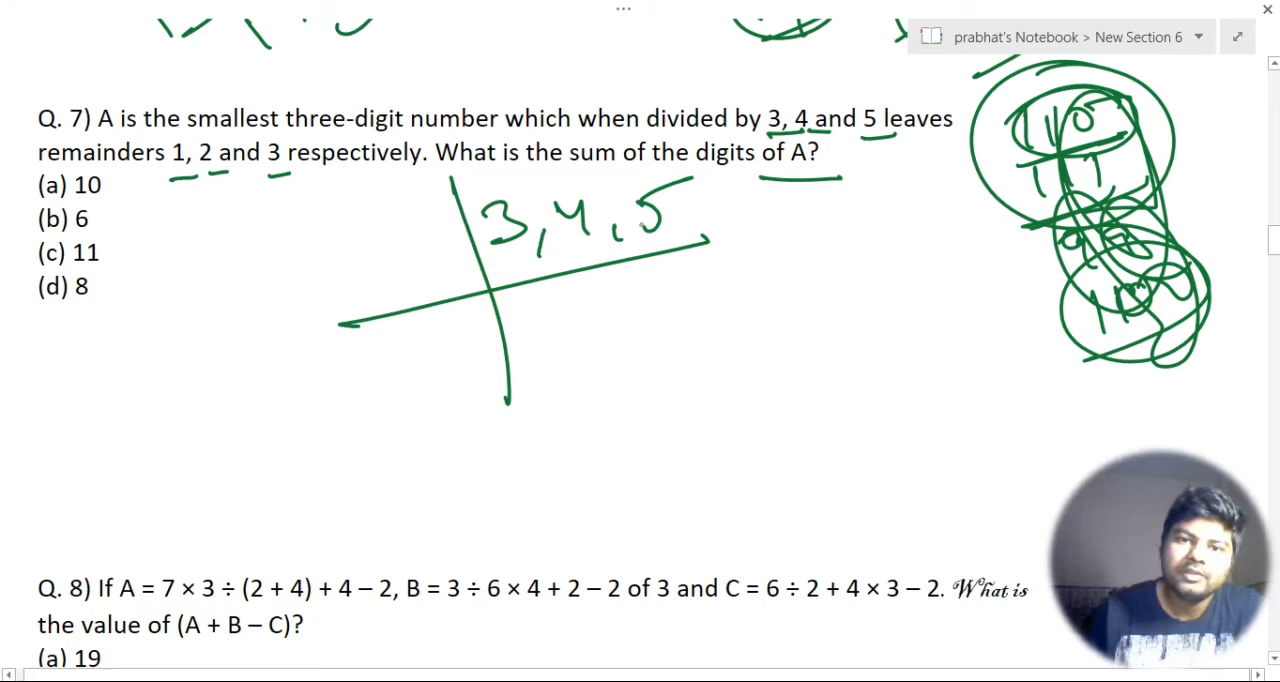 prabhat's Notebook > New Section 6
Q. 7) A is the smallest three-digit number which when divided by 3, 4 and 5 leaves
remainders 1, 2 and 3 respectively. What is the sum of the digits of A?
(a) 10
(b) 6
(c) 11
(d) 8
3, 4, 5
Q. 8) If A = 7 × 3 ÷ (2 + 4) + 4 – 2, B = 3 ÷ 6 × 4 + 2 – 2 of 3 and C = 6 ÷ 2 + 4 × 3 – 2. What is
the value of (A + B – C)?
(a) 19